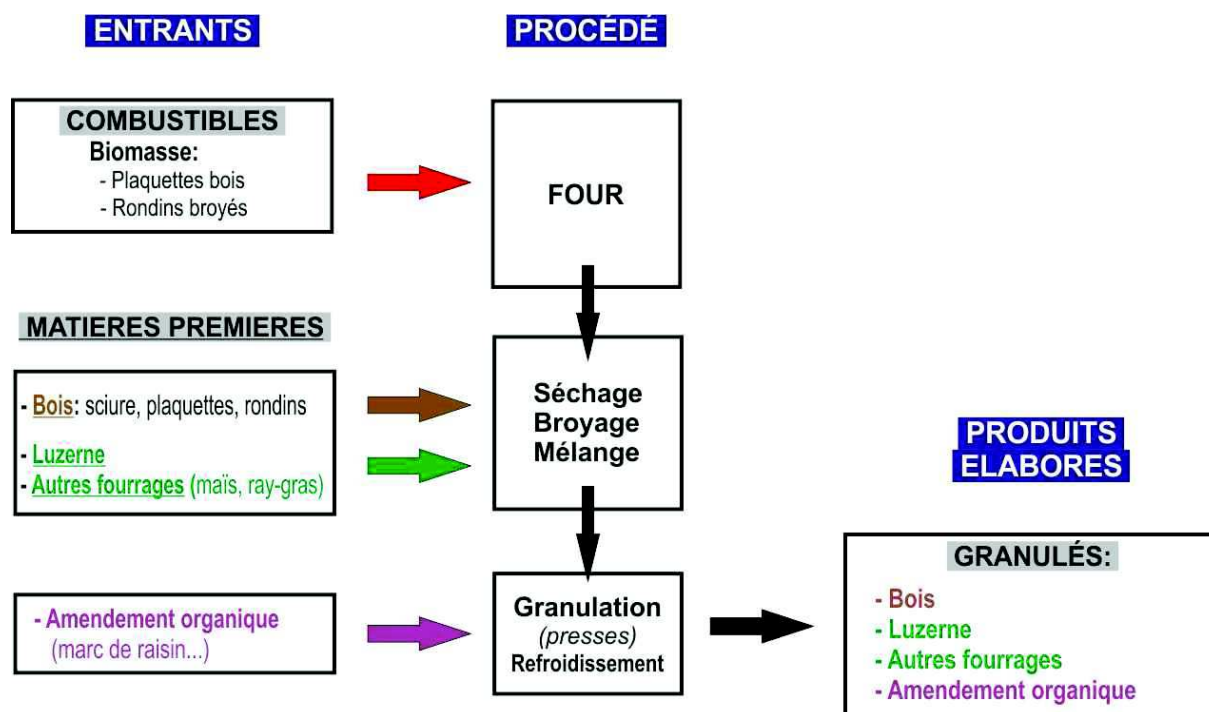 ENTRANTS
PROCÉDÉ
COMBUSTIBLES
Biomasse:
- Plaquettes bois
- Rondins broyés
FOUR
MATIERES PREMIERES
- Bois: sciure, plaquettes, rondins
- Luzerne
- Autres fourrages (maïs, ray-gras)
Séchage
Broyage
Mélange
- Amendement organique
(marc de raisin...)
Granulation
(presses)
Refroidissement
PRODUITS
ELABORES
GRANULÉS:
- Bois
- Luzerne
- Autres fourrages
- Amendement organique